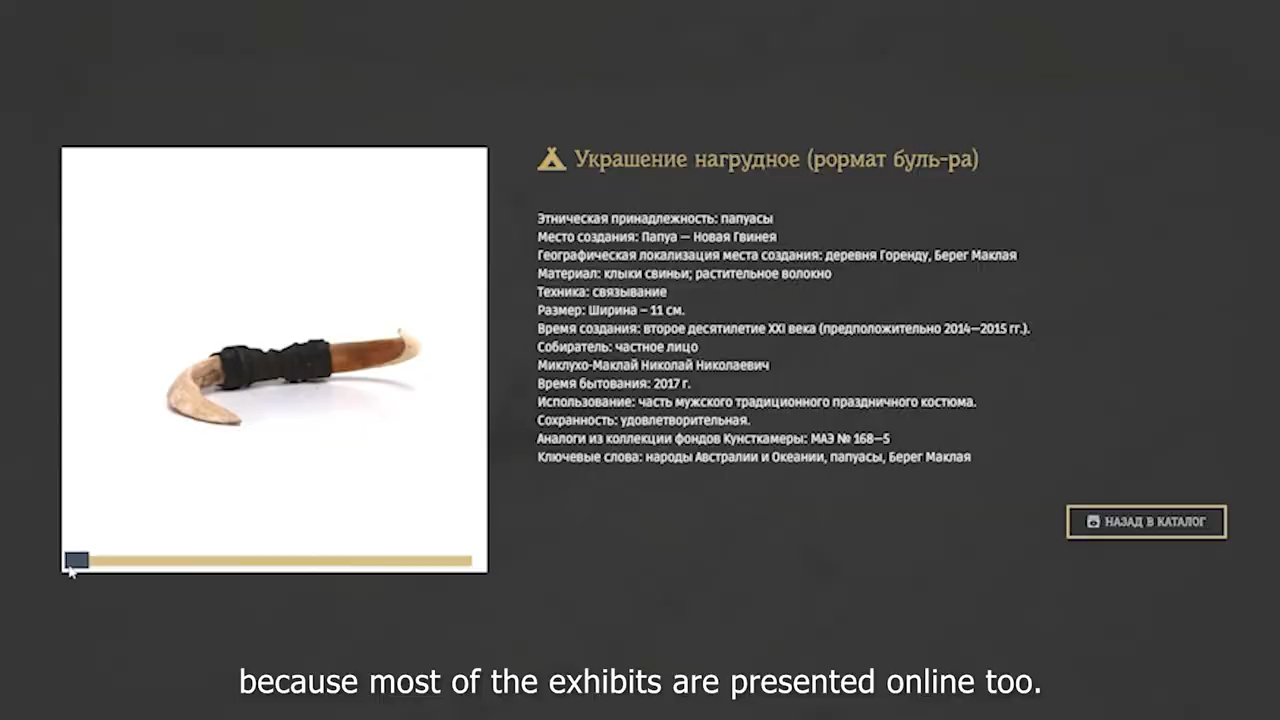 Украшение нагрудное (рормат буль-ра)
Этническая принадлежность: папуасы
Место создания: Папуа — Новая Гвинея
Географическая локализация места создания: деревня Горенду, Берег Маклая
Материал: клыки свиньи; растительное волокно
Техника: связывание
Размер: Ширина – 11 см.
Время создания: второе десятилетие XXI века (предположительно 2014—2015 гг.).
Собиратель: частное лицо
Миклухо-Маклай Николай Николаевич
Время бытования: 2017 г.
Использование: часть мужского традиционного праздничного костюма.
Сохранность: удовлетворительная.
Аналоги из коллекции фондов Кунсткамеры: МАЭ № 168—5
Ключевые слова: народы Австралии и Океании, папуасы, Берег Маклая
НАЗАД В КАТАЛОГ
because most of the exhibits are presented online too.